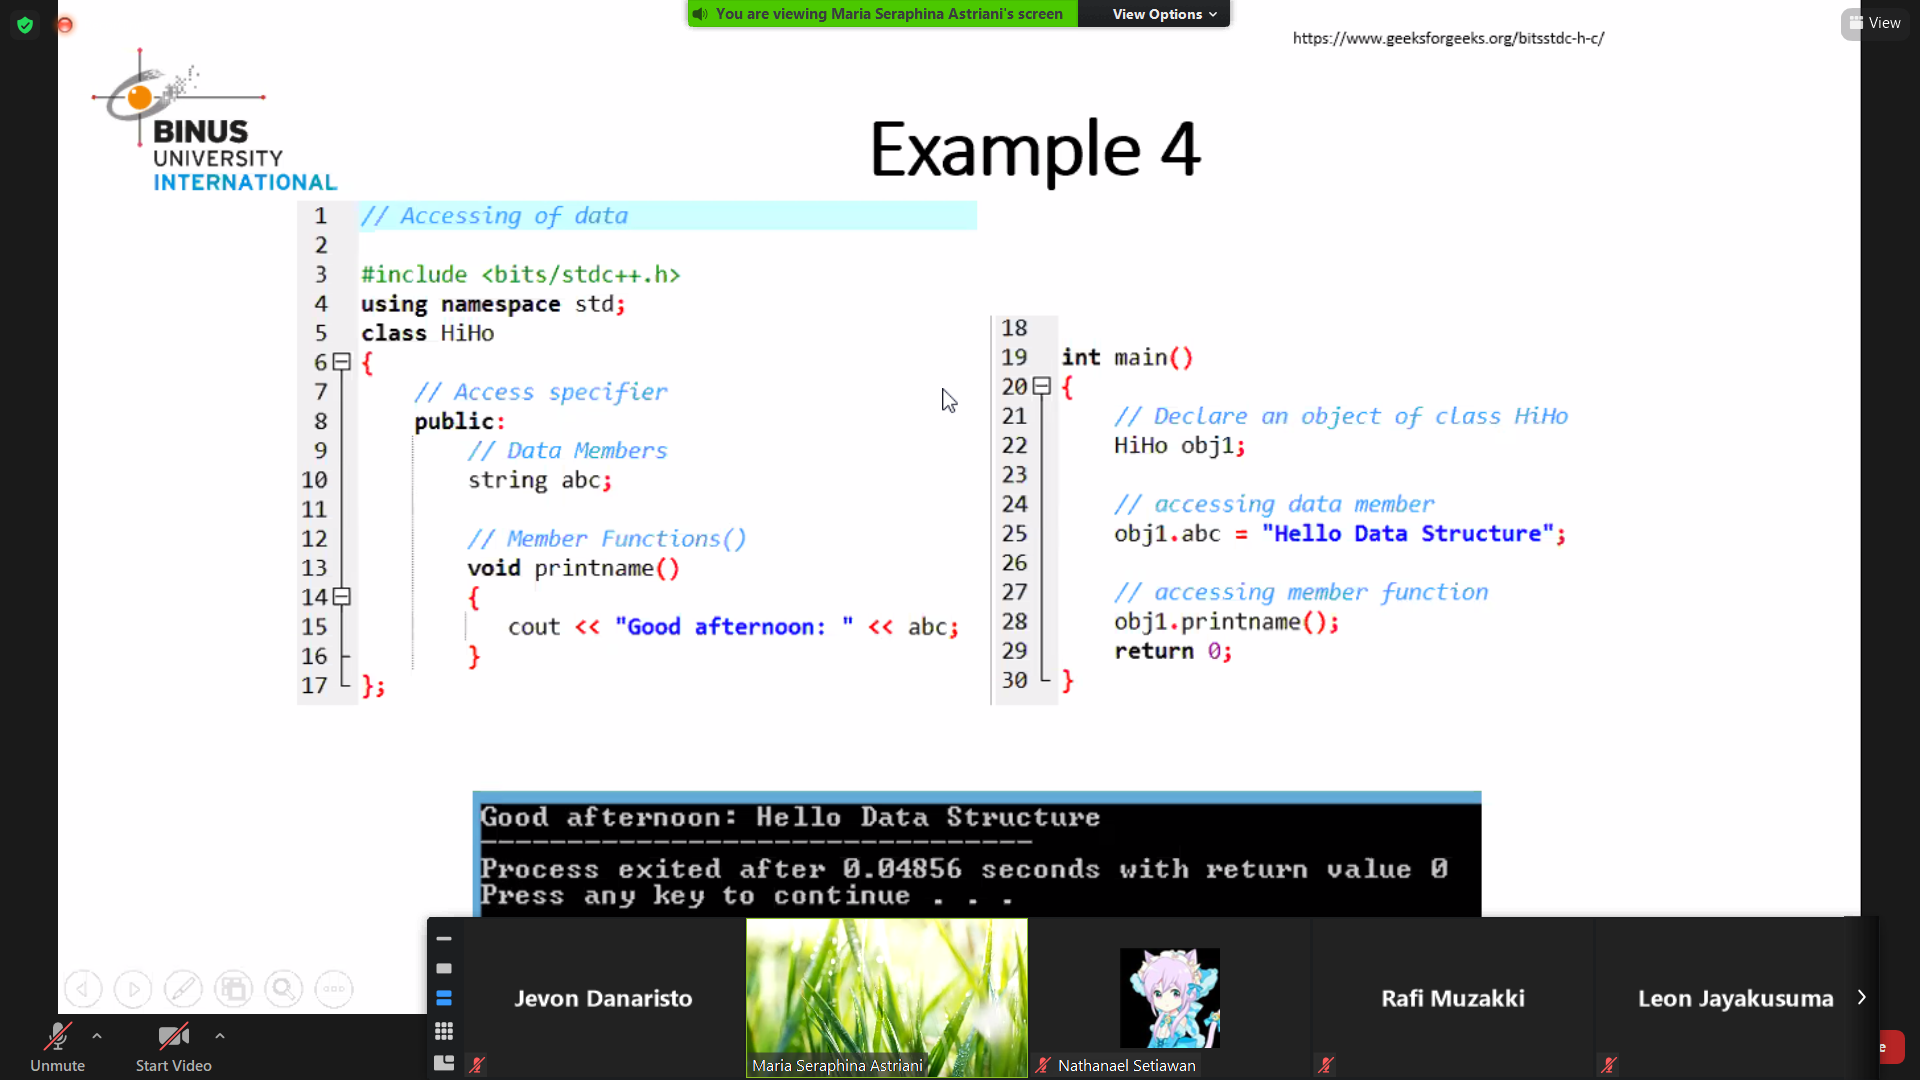 You are viewing Maria Seraphina Astriani's screen
View Options
View
https://www.geeksforgeeks.org/bitsstdc-h-c/
BINUS
UNIVERSITY
INTERNATIONAL
Example 4
1 // Accessing of data
2
3 #include <bits/stdc++.h>
4 using namespace std;
5 class HiHo
6 {
7 // Access specifier
8 public:
9 // Data Members
10 string abc;
11
12 // Member Functions()
13 void printname()
14 {
15 cout << "Good afternoon: " << abc;
16 }
17 };
18
19 int main()
20 {
21 // Declare an object of class HiHo
22 HiHo obj1;
23
24 // accessing data member
25 obj1.abc = "Hello Data Structure";
26
27 // accessing member function
28 obj1.printname();
29 return 0;
30 }
Good afternoon: Hello Data Structure
--------------------------------
Process exited after 0.04856 seconds with return value 0
Press any key to continue . . .
Jevon Danaristo
Maria Seraphina Astriani
Nathanael Setiawan
Rafi Muzakki
Leon Jayakusuma
Unmute
Start Video
e